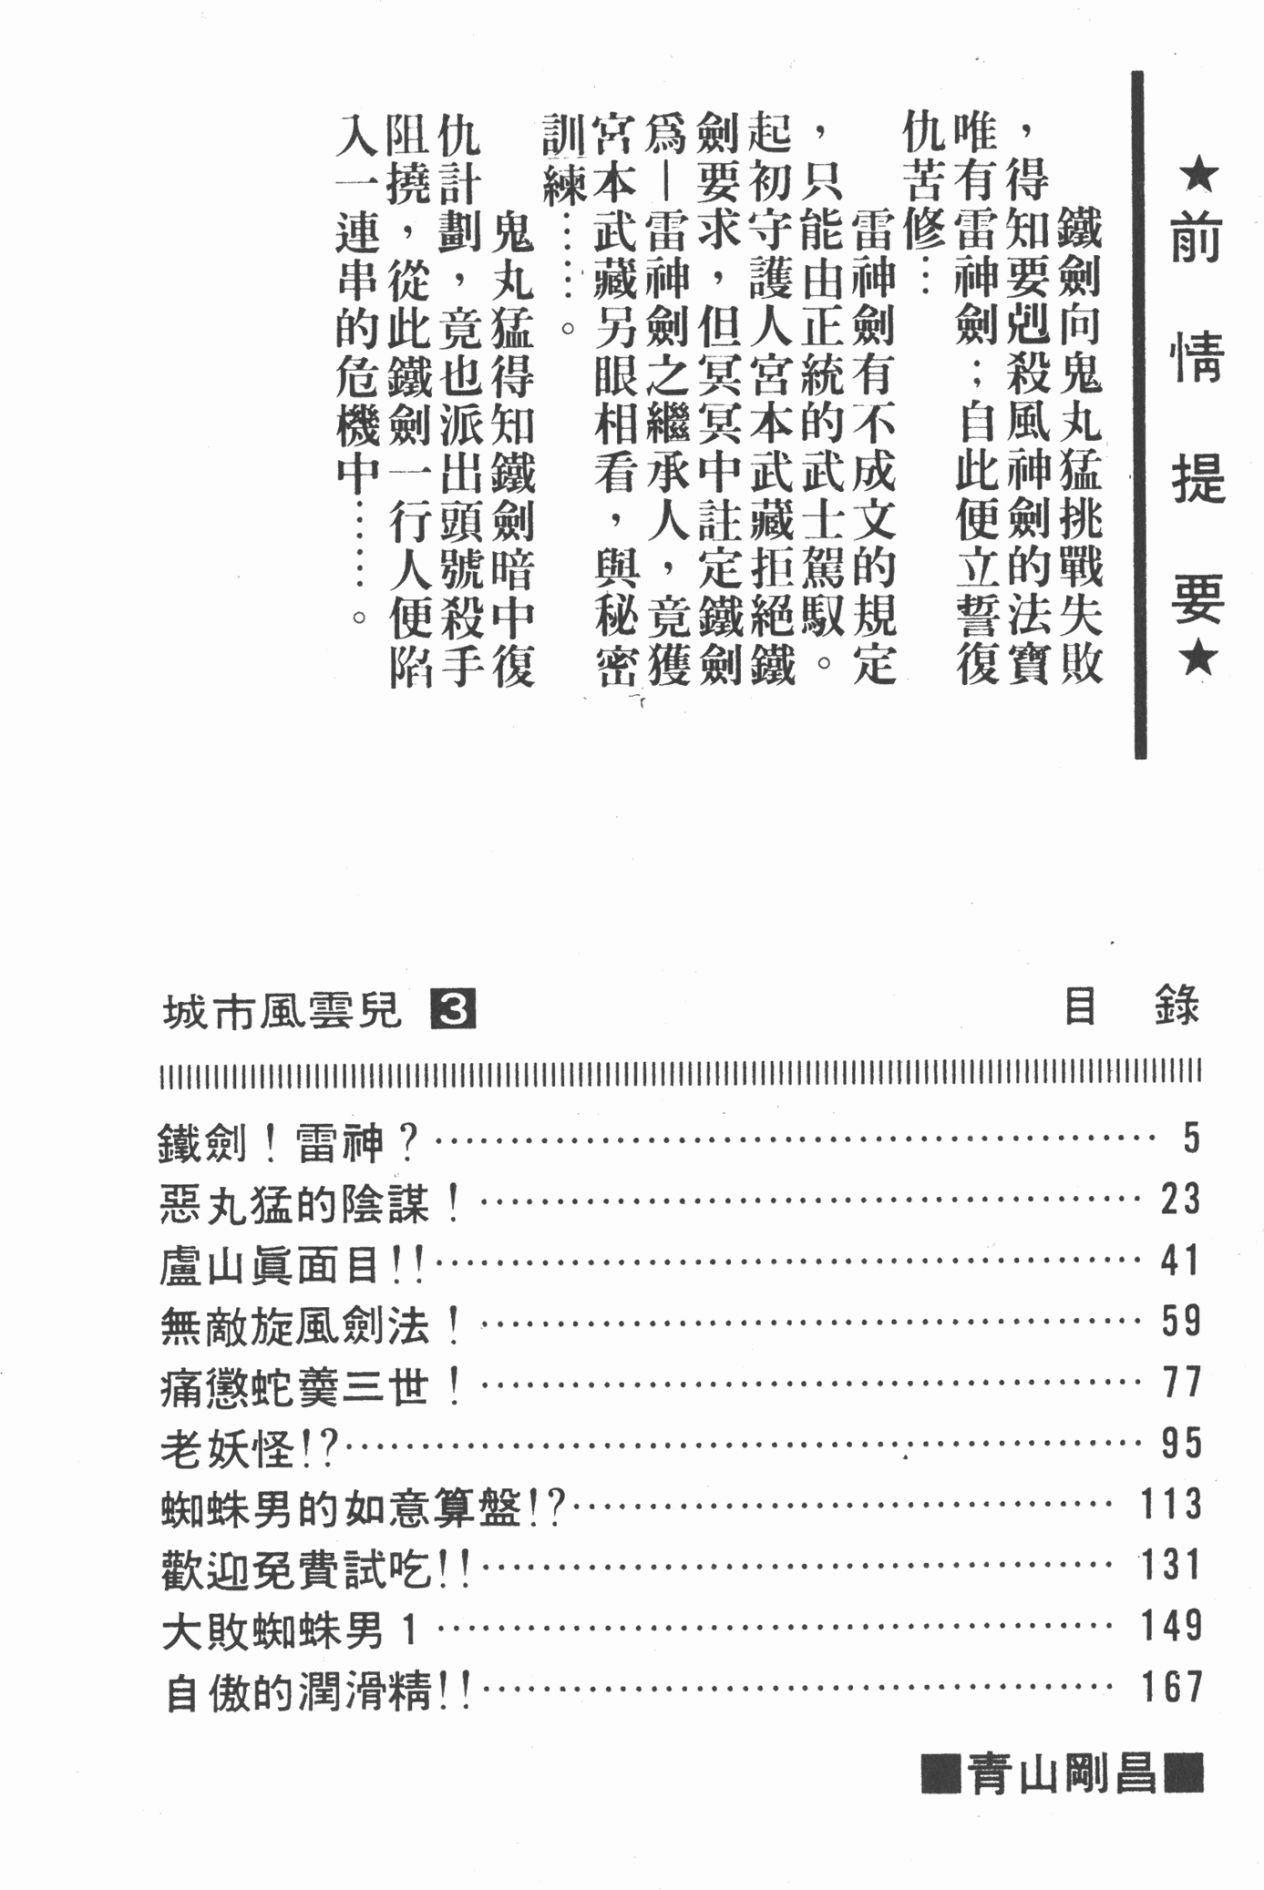 ★前情提要★
鐵劍向鬼丸猛挑戰失敗
，得知要剋殺風神劍的法寶
唯有雷神劍；自此便立誓復
仇苦修…
雷神劍有不成文的規定
，只能由正統的武士駕馭。
起初守護人宮本武藏拒絕鐵
劍要求，但冥冥中註定鐵劍
爲—雷神劍之繼承人，竟獲
宮本武藏另眼相看，與秘密
訓練……。
鬼丸猛得知鐵劍暗中復
仇計劃，竟也派出頭號殺手
阻撓，從此鐵劍一行人便陷
入一連串的危機中……。
城市風雲兒 3 目 錄
鐵劍！雷神？ 5
惡丸猛的陰謀！ 23
盧山眞面目!! 41
無敵旋風劍法！ 59
痛懲蛇羹三世！ 77
老妖怪!? 95
蜘蛛男的如意算盤!? 113
歡迎免費試吃!! 131
大敗蜘蛛男1 149
自傲的潤滑精!! 167
■青山剛昌■